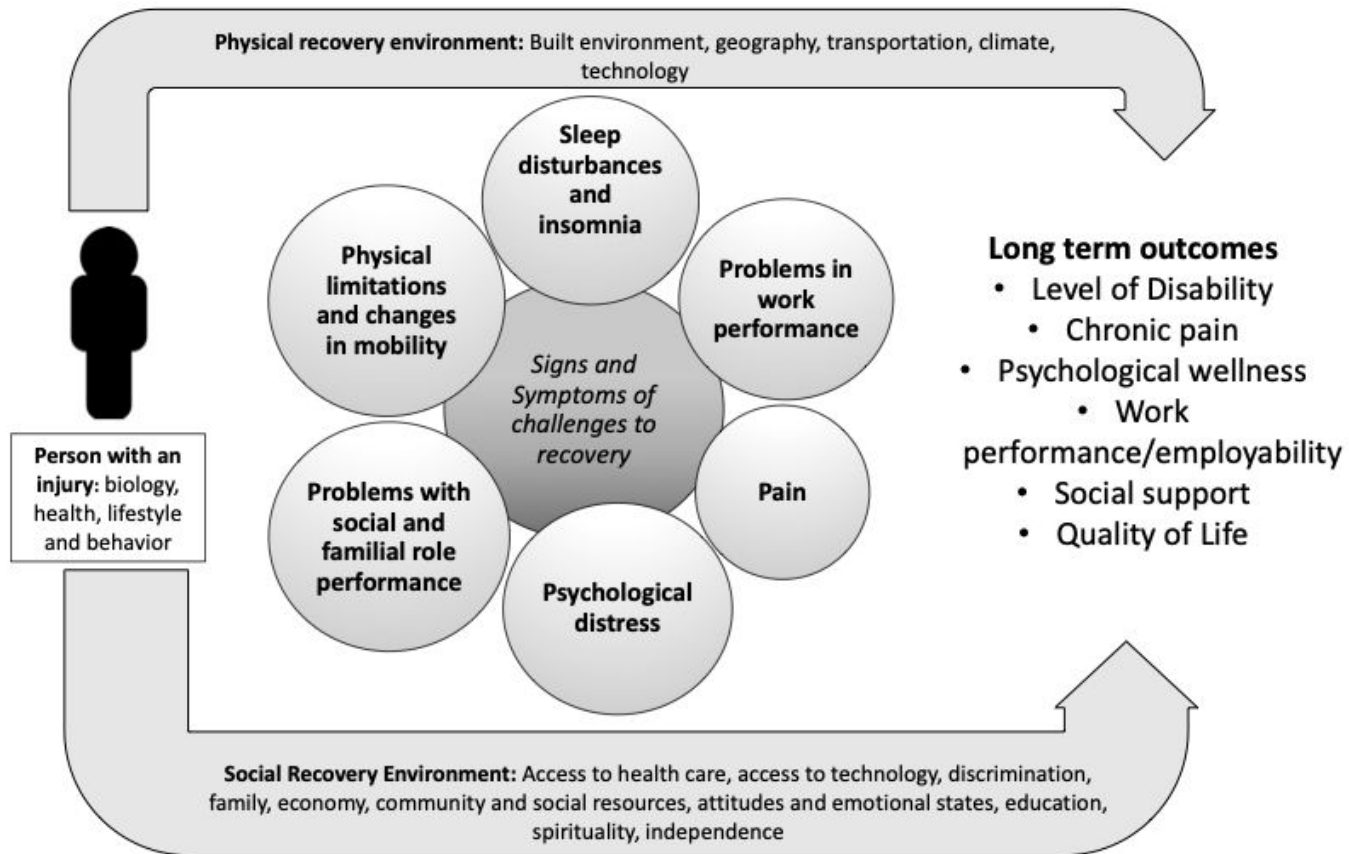 Physical recovery environment: Built environment, geography, transportation, climate,
technology
Sleep
disturbances
and
insomnia
Physical
limitations
and changes
in mobility
Problems in
work
performance
Signs and
Symptoms of
challenges to
recovery
Problems with
social and
familial role
performance
Pain
Psychological
distress
Person with an
injury: biology,
health, lifestyle
and behavior
Long term outcomes
• Level of Disability
• Chronic pain
• Psychological wellness
• Work
performance/employability
• Social support
• Quality of Life
Social Recovery Environment: Access to health care, access to technology, discrimination,
family, economy, community and social resources, attitudes and emotional states, education,
spirituality, independence